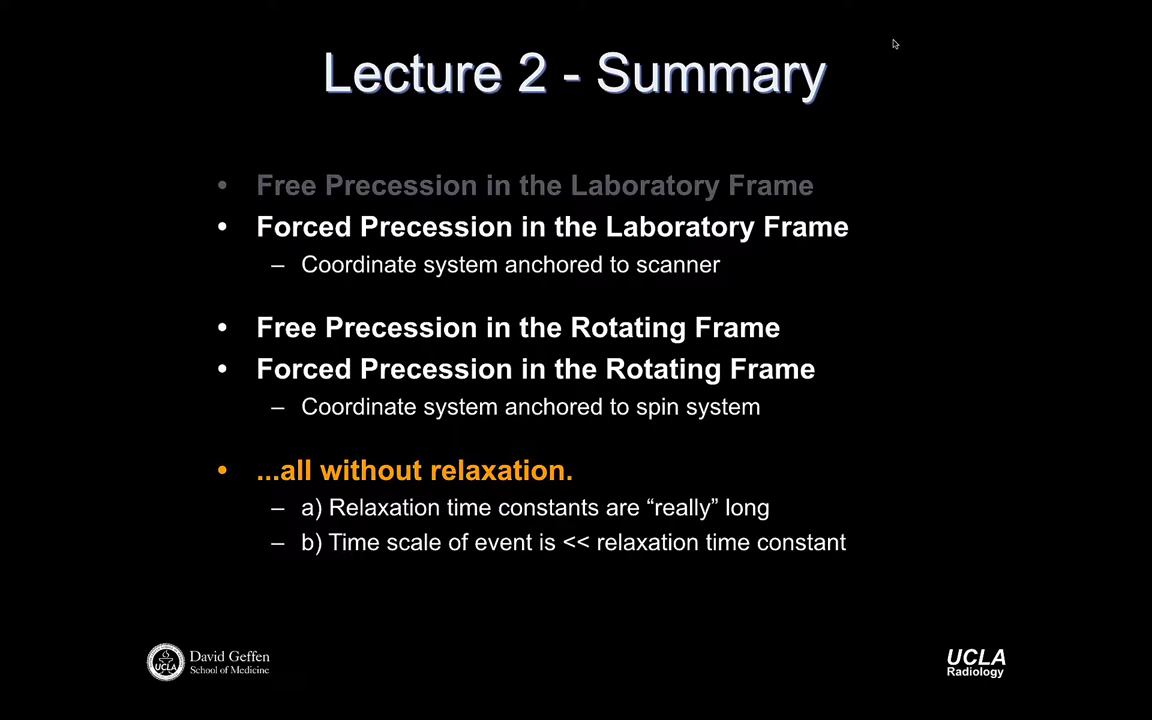 Lecture 2 - Summary
• Free Precession in the Laboratory Frame
• Forced Precession in the Laboratory Frame
– Coordinate system anchored to scanner
• Free Precession in the Rotating Frame
• Forced Precession in the Rotating Frame
– Coordinate system anchored to spin system
• ...all without relaxation.
– a) Relaxation time constants are “really” long
– b) Time scale of event is << relaxation time constant
UCLA
David Geffen
School of Medicine
UCLA
Radiology